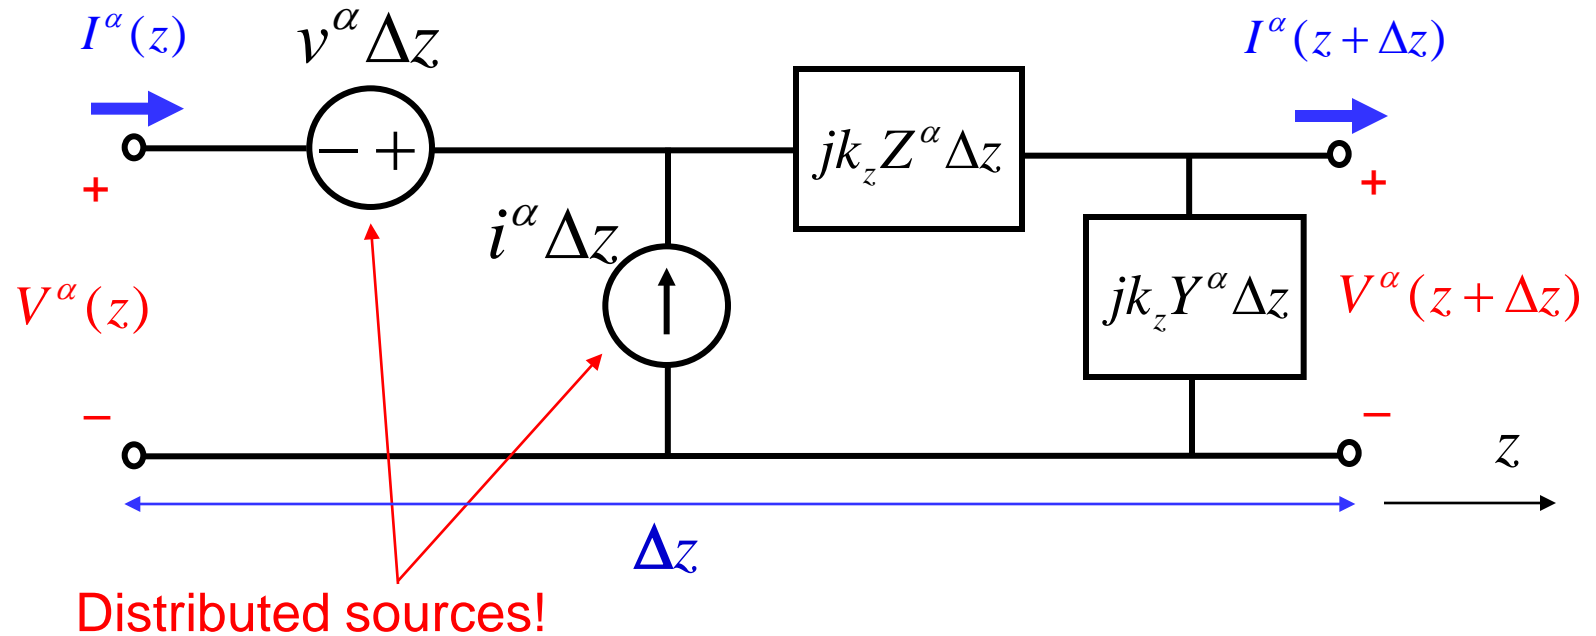 I^α(z)
v^α Δz
I^α(z + Δz)
− +
jk_z Z^α Δz
+
+
i^α Δz
jk_z Y^α Δz
V^α(z)
V^α(z + Δz)
−
−
z
Δz
Distributed sources!